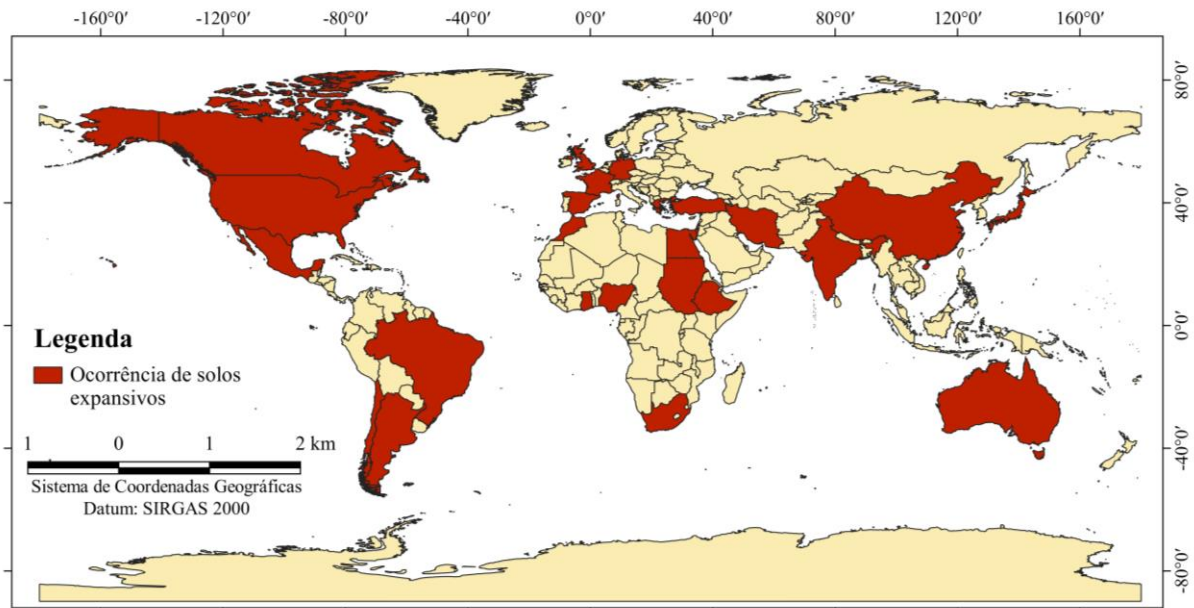 -160°0' -120°0' -80°0' -40°0' 0°0' 40°0' 80°0' 120°0' 160°0'
80°0'
40°0'
0°0'
-40°0'
-80°0'
Legenda
Ocorrência de solos
expansivos
1 0 1 2 km
Sistema de Coordenadas Geográficas
Datum: SIRGAS 2000